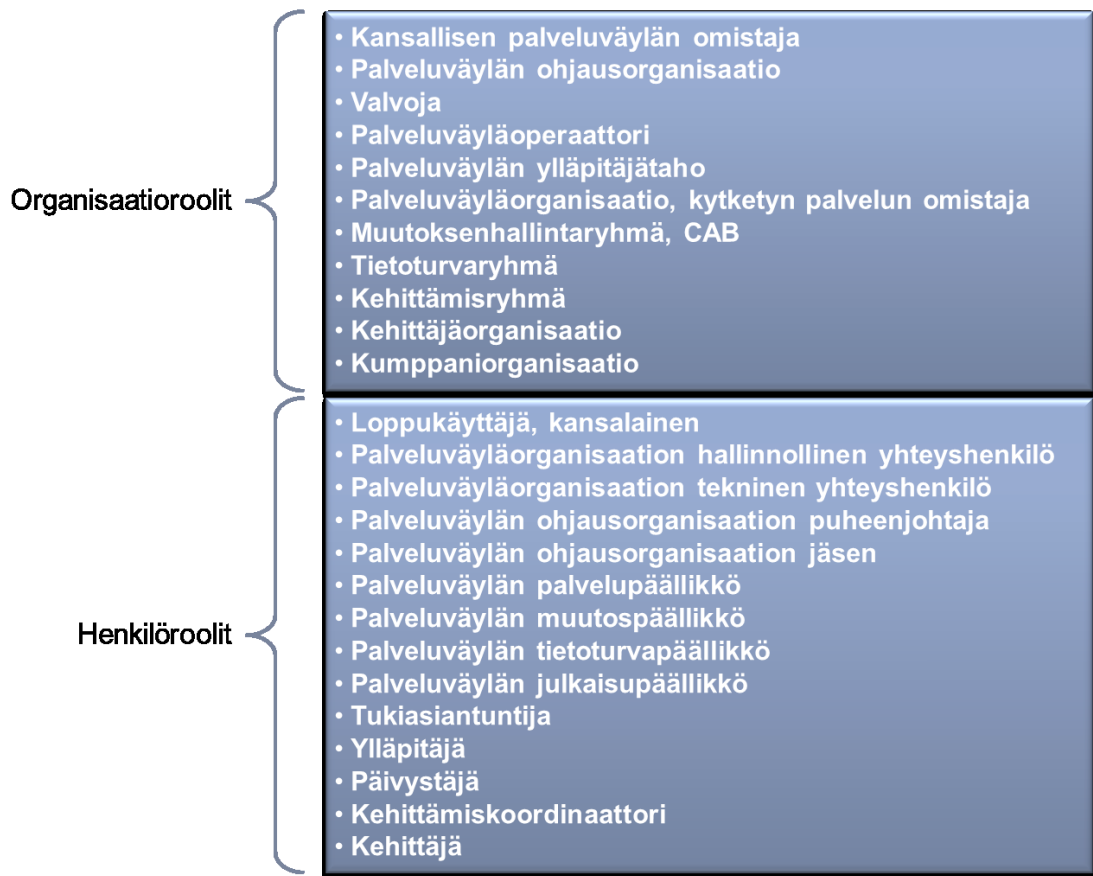 Organisaatioroolit
• Kansallisen palveluväylän omistaja
• Palveluväylän ohjausorganisaatio
• Valvoja
• Palveluväyläoperaattori
• Palveluväylän ylläpitäjätaho
• Palveluväyläorganisaatio, kytketyn palvelun omistaja
• Muutoksenhallintaryhmä, CAB
• Tietoturvaryhmä
• Kehittämisryhmä
• Kehittäjäorganisaatio
• Kumppaniorganisaatio
Henkilöroolit
• Loppukäyttäjä, kansalainen
• Palveluväyläorganisaation hallinnollinen yhteyshenkilö
• Palveluväyläorganisaation tekninen yhteyshenkilö
• Palveluväylän ohjausorganisaation puheenjohtaja
• Palveluväylän ohjausorganisaation jäsen
• Palveluväylän palvelupäällikkö
• Palveluväylän muutospäällikkö
• Palveluväylän tietoturvapäällikkö
• Palveluväylän julkaisupäällikkö
• Tukiasiantuntija
• Ylläpitäjä
• Päivystäjä
• Kehittämiskoordinaattori
• Kehittäjä